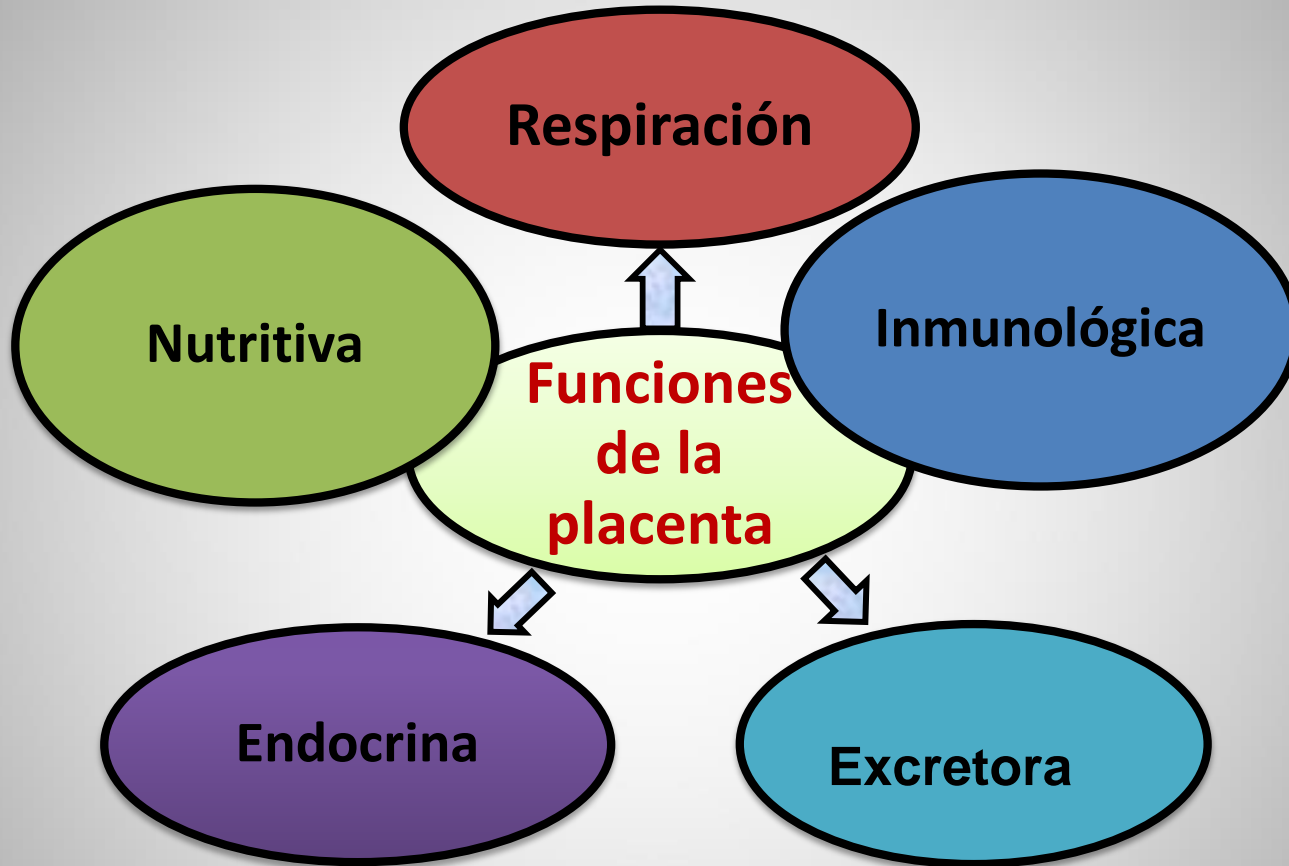 Respiración
Nutritiva
Inmunológica
Funciones
de la
placenta
Endocrina
Excretora